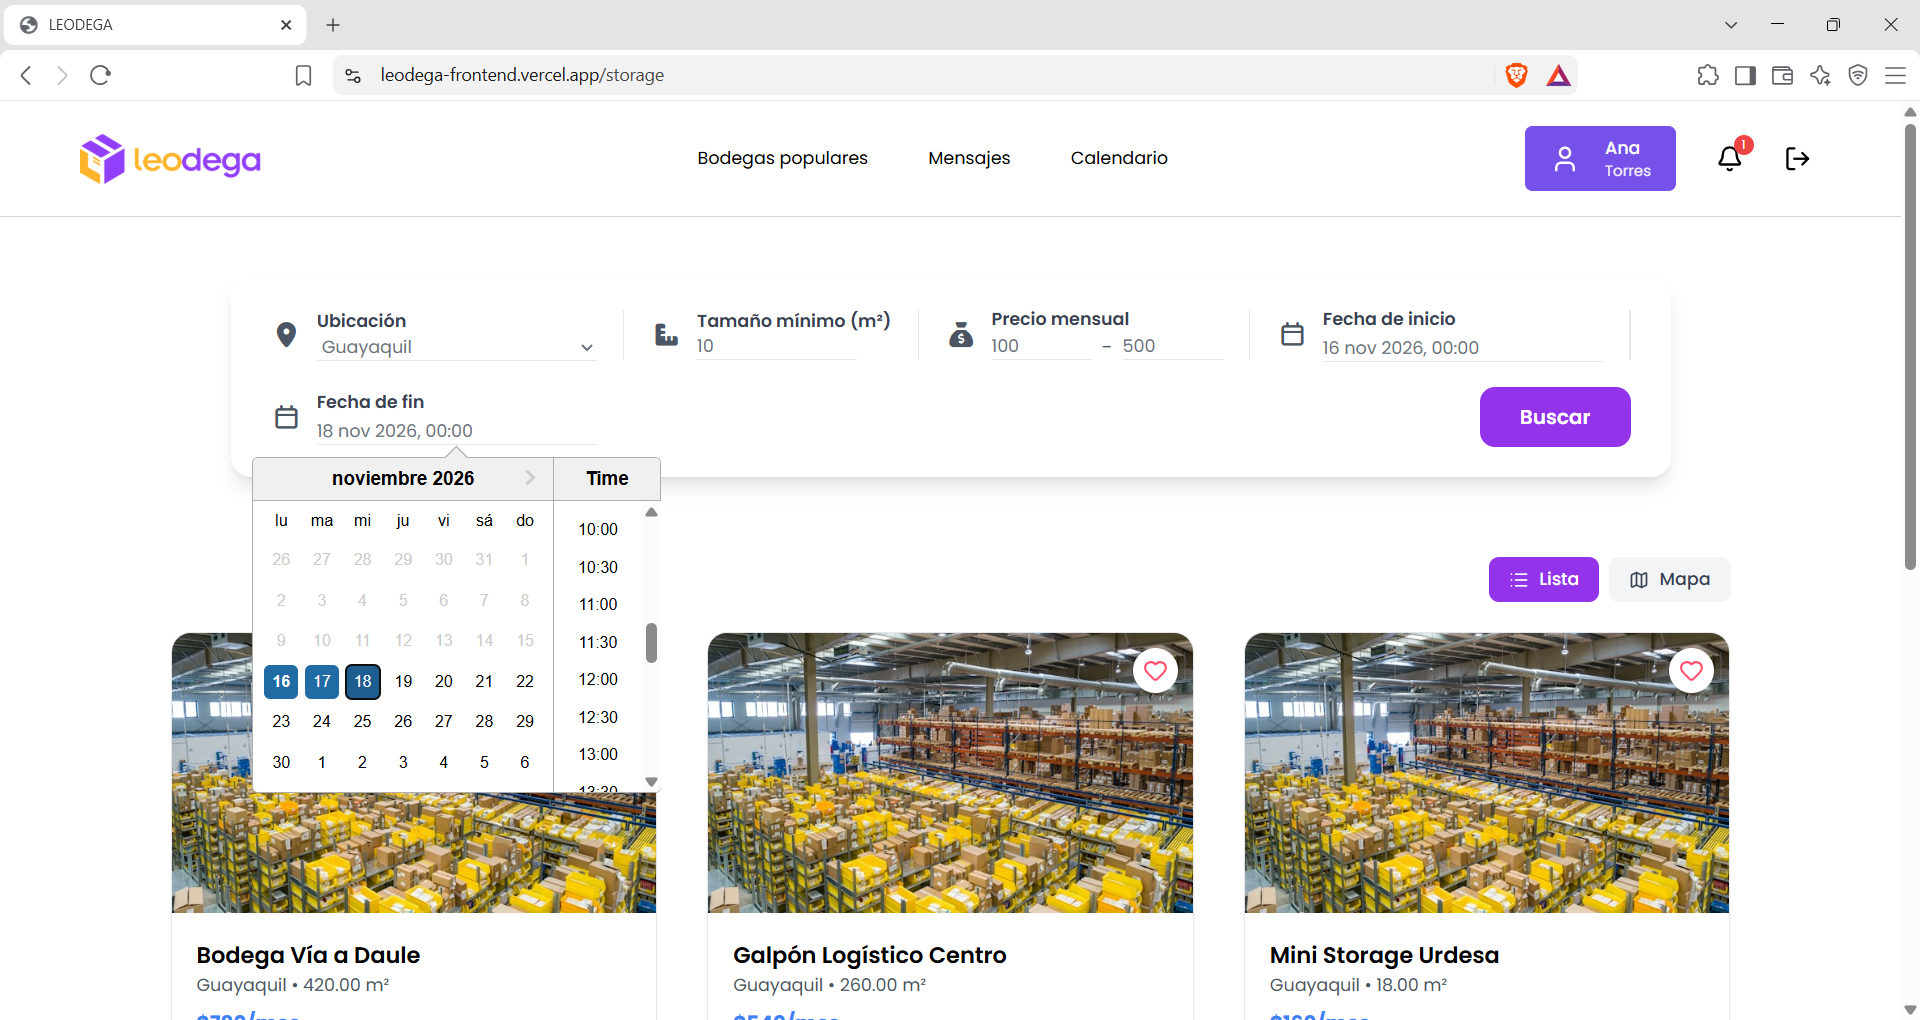 LEODEGA
leodega-frontend.vercel.app/storage
leodega
Bodegas populares
Mensajes
Calendario
Ana
Torres
1
Ubicación
Guayaquil
Tamaño mínimo (m²)
10
Precio mensual
100 - 500
Fecha de inicio
16 nov 2026, 00:00
Fecha de fin
18 nov 2026, 00:00
Buscar
noviembre 2026
lu ma mi ju vi sá do
26 27 28 29 30 31 1
2 3 4 5 6 7 8
9 10 11 12 13 14 15
16 17 18 19 20 21 22
23 24 25 26 27 28 29
30 1 2 3 4 5 6
Time
10:00
10:30
11:00
11:30
12:00
12:30
13:00
13:30
Lista
Mapa
Bodega Vía a Daule
Guayaquil • 420.00 m²
Galpón Logístico Centro
Guayaquil • 260.00 m²
Mini Storage Urdesa
Guayaquil • 18.00 m²